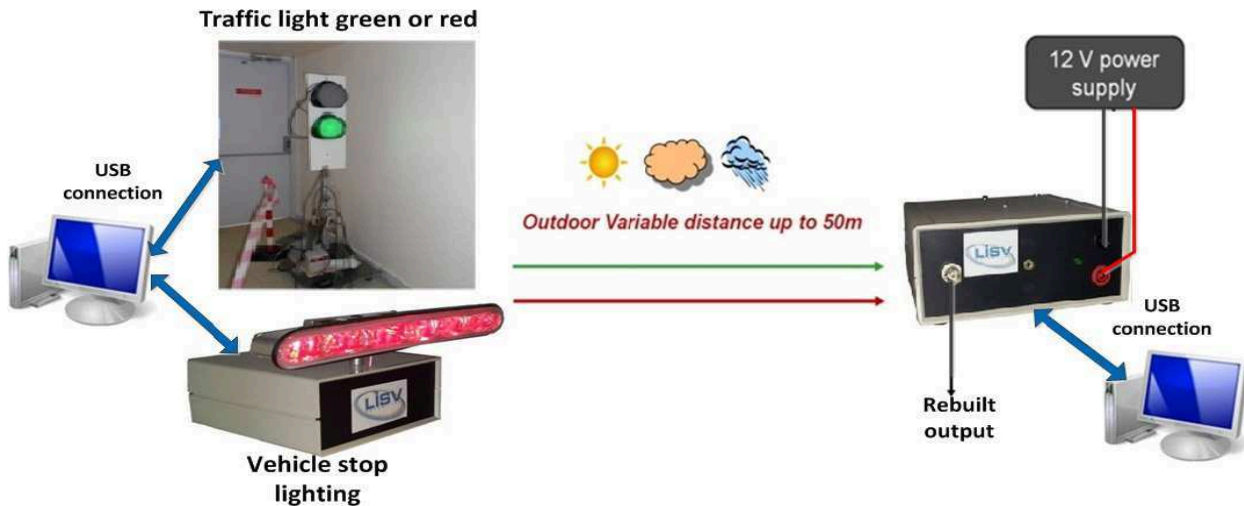 Traffic light green or red
12 V power
supply
USB
connection
Outdoor Variable distance up to 50m
LISV
USB
connection
LISV
Rebuilt
output
Vehicle stop
lighting